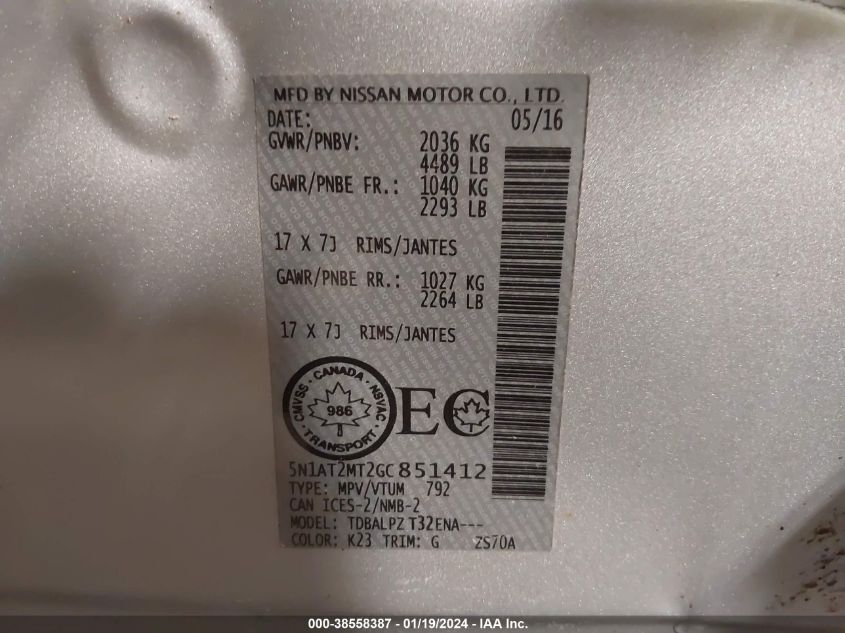 MFD BY NISSAN MOTOR CO., LTD.
DATE: 05/16
GVWR/PNBV: 2036 KG
4489 LB
GAWR/PNBE FR.: 1040 KG
2293 LB
17 X 7J RIMS/JANTES
GAWR/PNBE RR.: 1027 KG
2264 LB
17 X 7J RIMS/JANTES
CMVSS · CANADA · NSVAC · TRANSPORT ·
986
EC
5N1AT2MT2GC851412
TYPE: MPV/VTUM 792
CAN ICES-2/NMB-2
MODEL: TDBALPZ T32ENA---
COLOR: K23 TRIM: G ZS70A
000-38558387 - 01/19/2024 - IAA Inc.